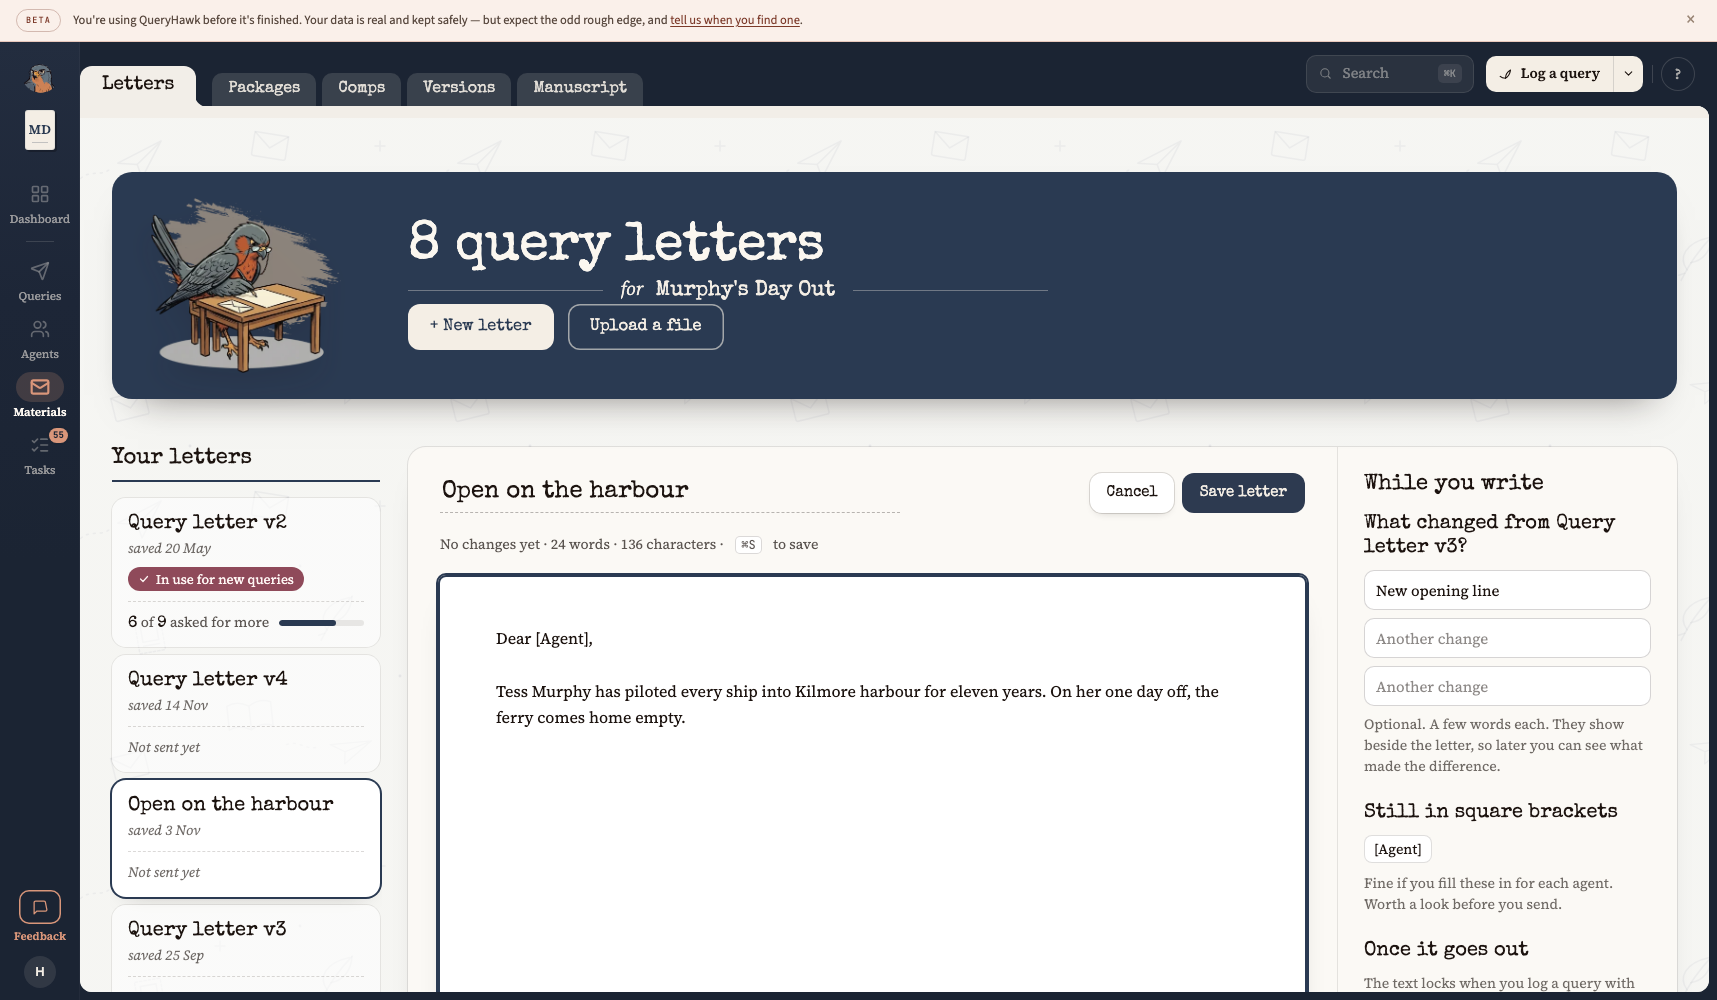 BETA You're using QueryHawk before it's finished. Your data is real and kept safely — but expect the odd rough edge, and tell us when you find one. ×
Letters
Packages
Comps
Versions
Manuscript
Search ⌘K
Log a query
?
MD
Dashboard
Queries
Agents
Materials
55
Tasks
Feedback
H
8 query letters
for Murphy's Day Out
+ New letter
Upload a file
Your letters
Query letter v2
saved 20 May
✓ In use for new queries
6 of 9 asked for more
Query letter v4
saved 14 Nov
Not sent yet
Open on the harbour
saved 3 Nov
Not sent yet
Query letter v3
saved 25 Sep
Open on the harbour
Cancel
Save letter
No changes yet · 24 words · 136 characters · ⌘S to save
Dear [Agent],
Tess Murphy has piloted every ship into Kilmore harbour for eleven years. On her one day off, the
ferry comes home empty.
While you write
What changed from Query
letter v3?
New opening line
Another change
Another change
Optional. A few words each. They show
beside the letter, so later you can see what
made the difference.
Still in square brackets
[Agent]
Fine if you fill these in for each agent.
Worth a look before you send.
Once it goes out
The text locks when you log a query with